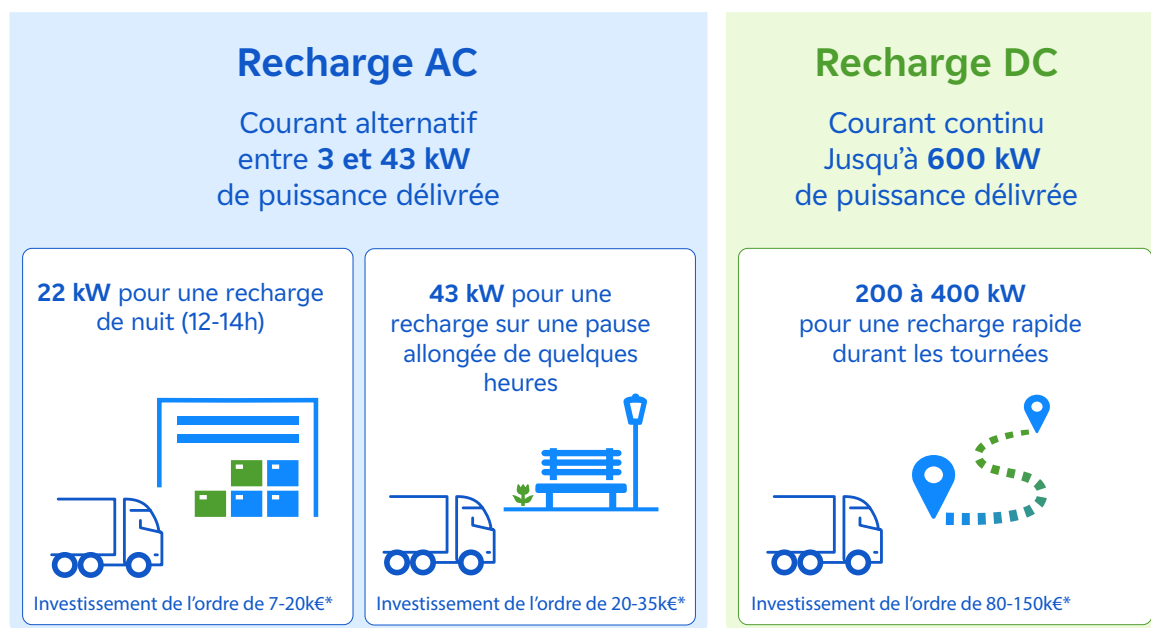 Recharge AC
Courant alternatif
entre 3 et 43 kW
de puissance délivrée
22 kW pour une recharge
de nuit (12-14h)
Investissement de l'ordre de 7-20k€*
43 kW pour une
recharge sur une pause
allongée de quelques
heures
Investissement de l'ordre de 20-35k€*
Recharge DC
Courant continu
Jusqu'à 600 kW
de puissance délivrée
200 à 400 kW
pour une recharge rapide
durant les tournées
Investissement de l'ordre de 80-150k€*